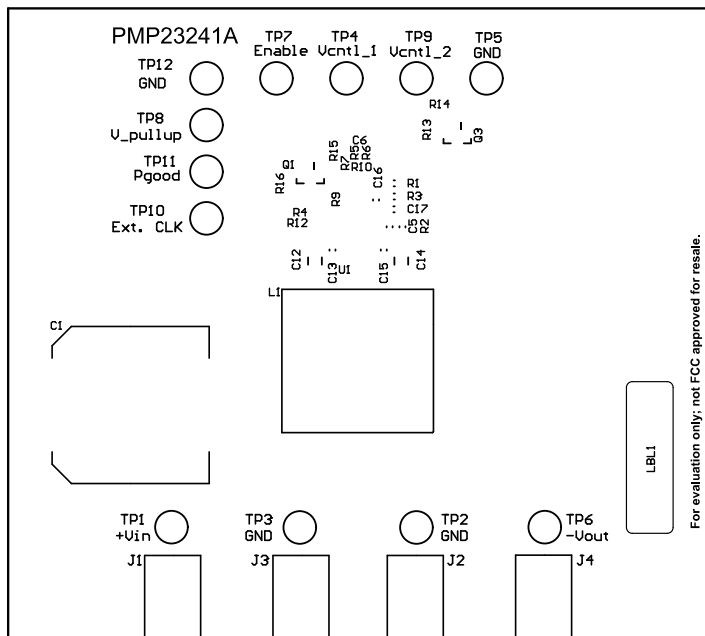 PMP23241A
TP7
Enable
TP4
Vcntl_1
TP9
Vcntl_2
TP5
GND
TP12
GND
TP8
V_pullup
TP11
Pgood
TP10
Ext. CLK
R14
R13
Q3
C6
R15
R7
R5
R6
R10
Q1
R16
R9
C16
R1
R3
C17
R4
R12
C5
R2
C12
C13
U1
C15
C14
L1
C1
LBL1
For evaluation only; not FCC approved for resale.
TP1
+Vin
TP3
GND
TP2
GND
TP6
-Vout
J1
J3
J2
J4